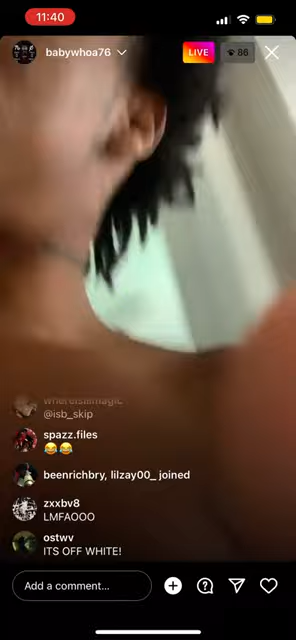 11:40
babywhoa76
LIVE
86
whereistilmagic
@isb_skip
spazz.files
😂😂
beenrichbry, lilzay00_ joined
zxxbv8
LMFAOOO
ostwv
ITS OFF WHITE!
Add a comment...